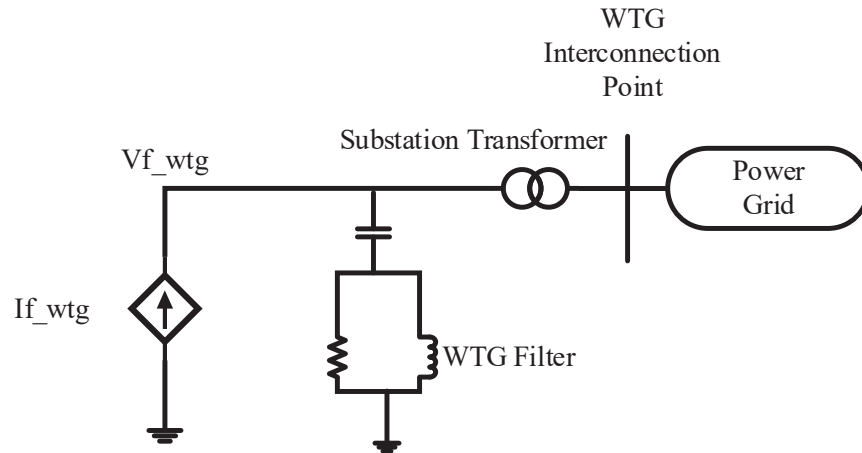 WTG
Interconnection
Point
Substation Transformer
Vf_wtg
Power
Grid
If_wtg
WTG Filter